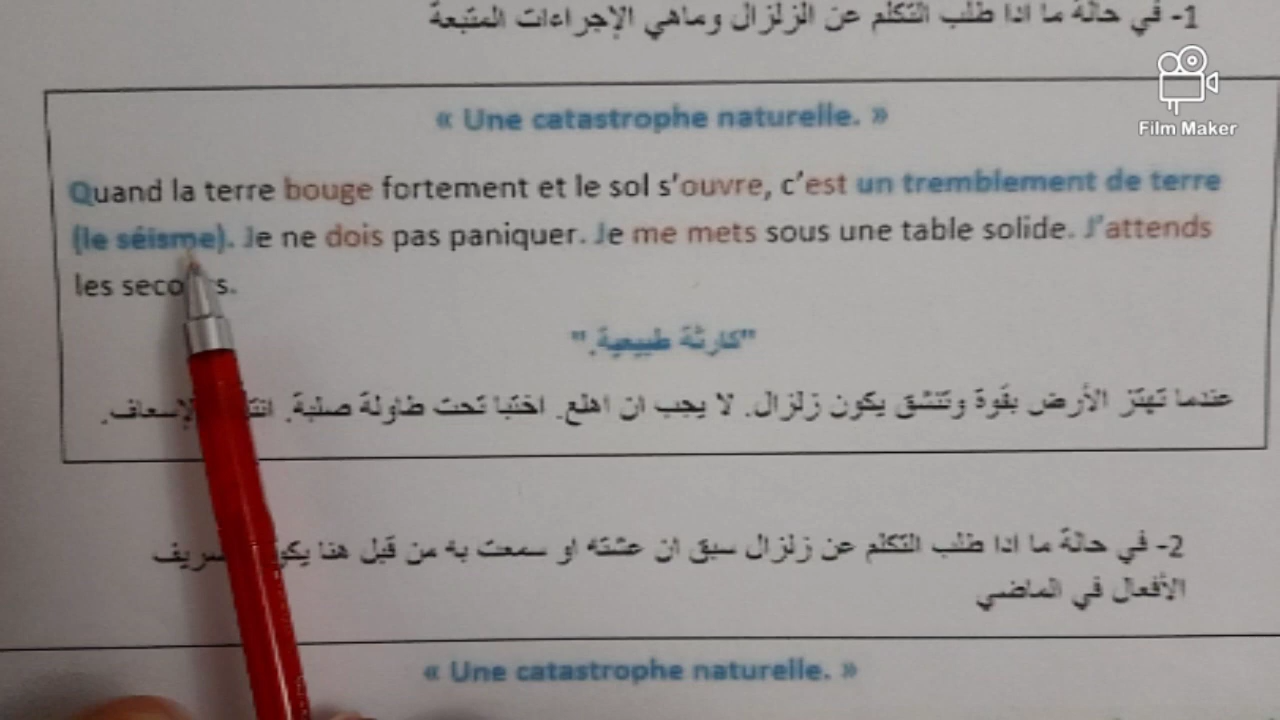 1- في حالة ما اذا طلب التكلم عن الزلزال وماهي الإجراءات المتبعة
Film Maker
« Une catastrophe naturelle. »
Quand la terre bouge fortement et le sol s'ouvre, c'est un tremblement de terre
(le séisme). Je ne dois pas paniquer. Je me mets sous une table solide. J'attends
les secours.
"كارثة طبيعية."
عندما تهتز الأرض بقوة وتنشق يكون زلزال. لا يجب ان اهلع. اختبا تحت طاولة صلبة. الإسعاف.
2- في حالة ما اذا طلب التكلم عن زلزال سبق ان عشته او سمعت به من قبل هنا
الأفعال في الماضي
« Une catastrophe naturelle. »